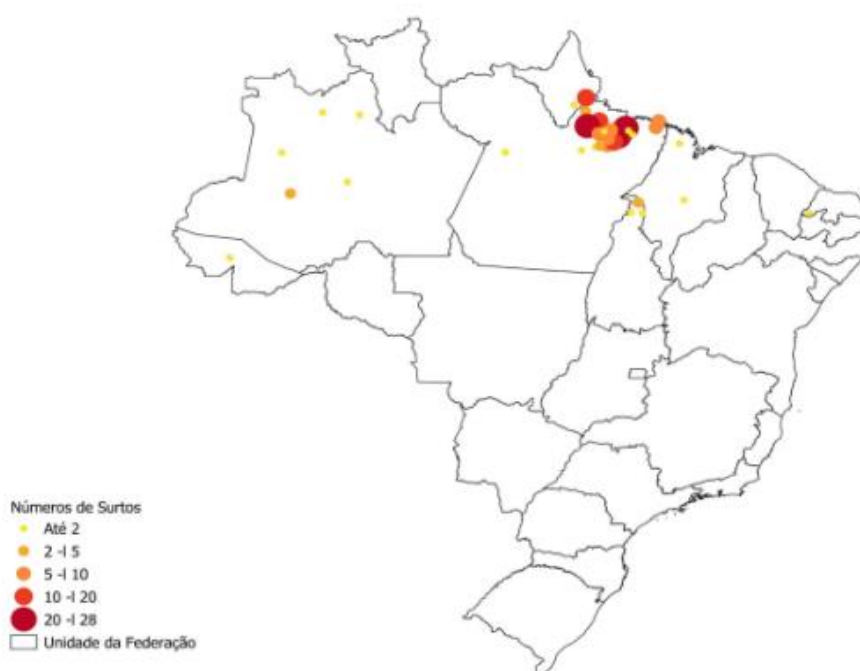 Números de Surtos
Até 2
2 -l 5
5 -l 10
10 -l 20
20 -l 28
Unidade da Federação